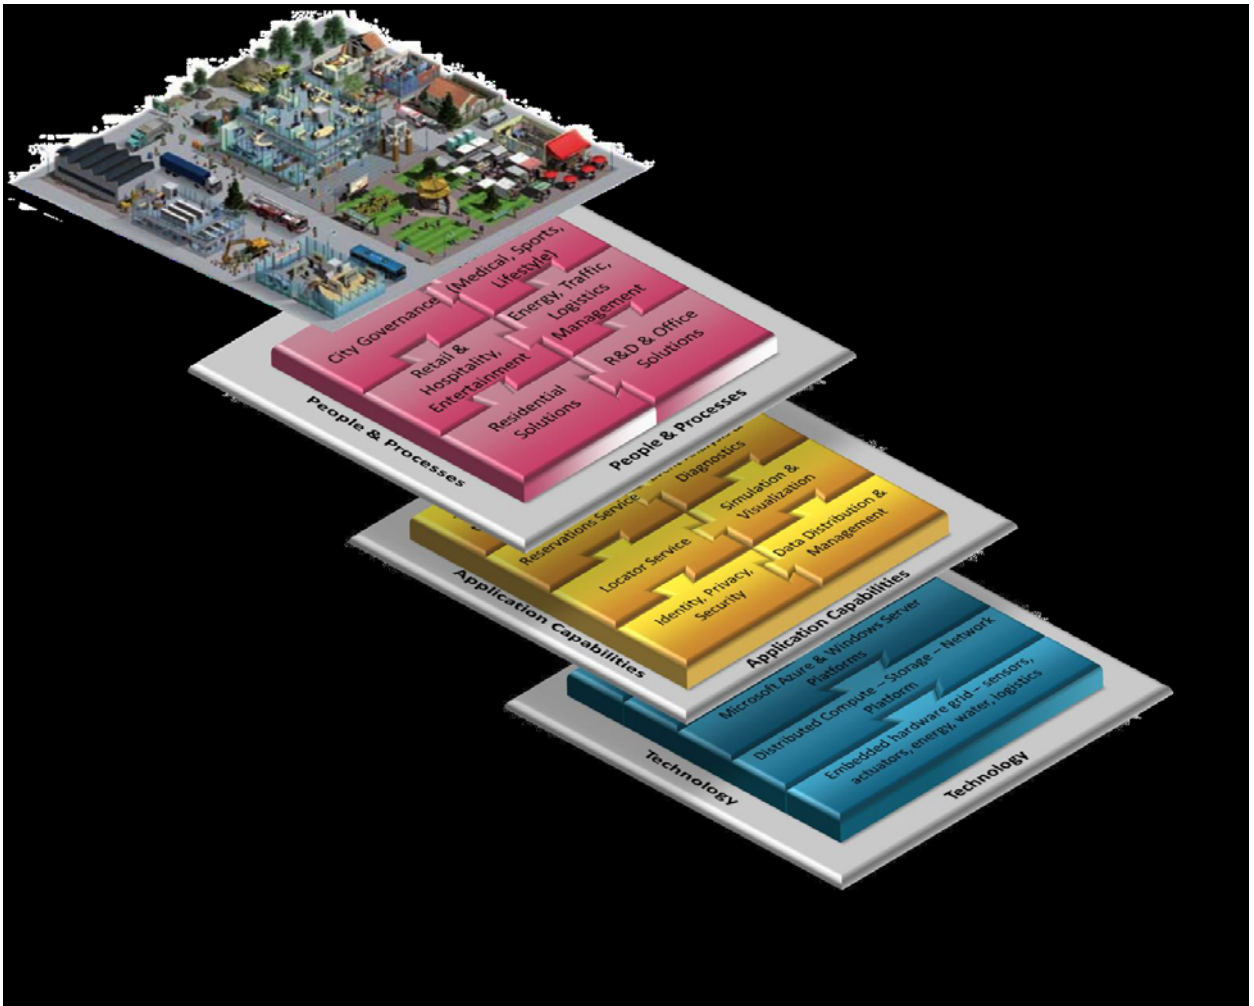 (Medical, Sports,
Lifestyle)
City Governance
Energy, Traffic,
Logistics
Management
Retail &
Hospitality,
Entertainment
R&D & Office
Solutions
Residential
Solutions
People & Processes
People & Processes
Diagnostics
Reservations Service
Simulation &
Visualization
Locator Service
Data Distribution &
Management
Identity, Privacy,
Security
Application Capabilities
Application Capabilities
Microsoft Azure & Windows Server
Platforms
Distributed Compute – Storage – Network
Platform
Embedded hardware grid – sensors,
actuators, energy, water, logistics
Technology
Technology